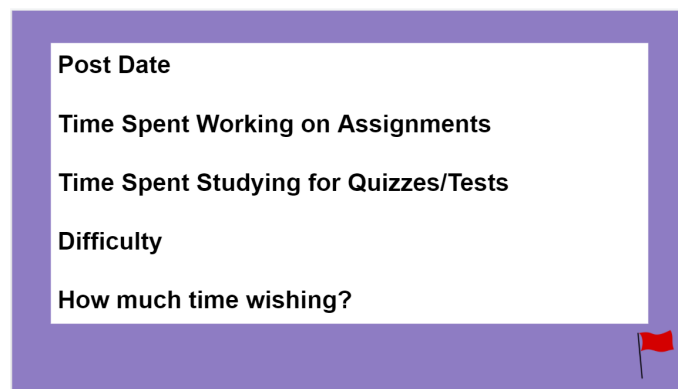 Post Date
Time Spent Working on Assignments
Time Spent Studying for Quizzes/Tests
Difficulty
How much time wishing?